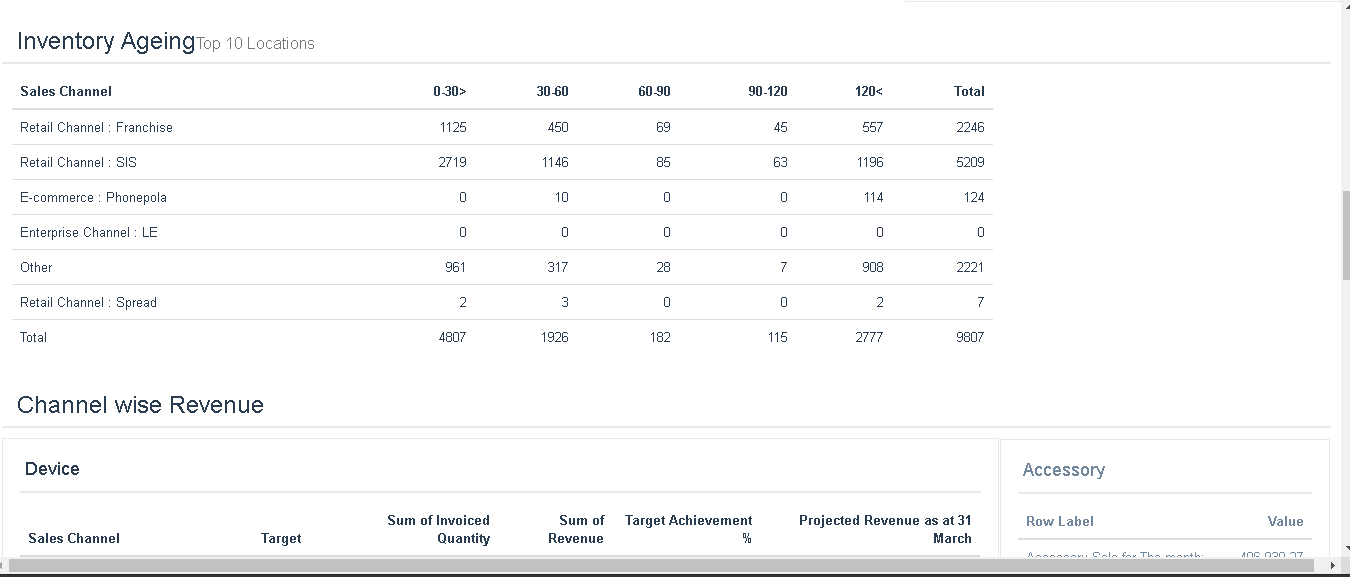 Inventory Ageing Top 10 Locations
Sales Channel 0-30> 30-60 60-90 90-120 120< Total
Retail Channel : Franchise 1125 450 69 45 557 2246
Retail Channel : SIS 2719 1146 85 63 1196 5209
E-commerce : Phonepola 0 10 0 0 114 124
Enterprise Channel : LE 0 0 0 0 0 0
Other 961 317 28 7 908 2221
Retail Channel : Spread 2 3 0 0 2 7
Total 4807 1926 182 115 2777 9807
Channel wise Revenue
Device
Sales Channel Target Sum of Invoiced Quantity Sum of Revenue Target Achievement % Projected Revenue as at 31 March
Accessory
Row Label Value
Accessory Sale for The month: